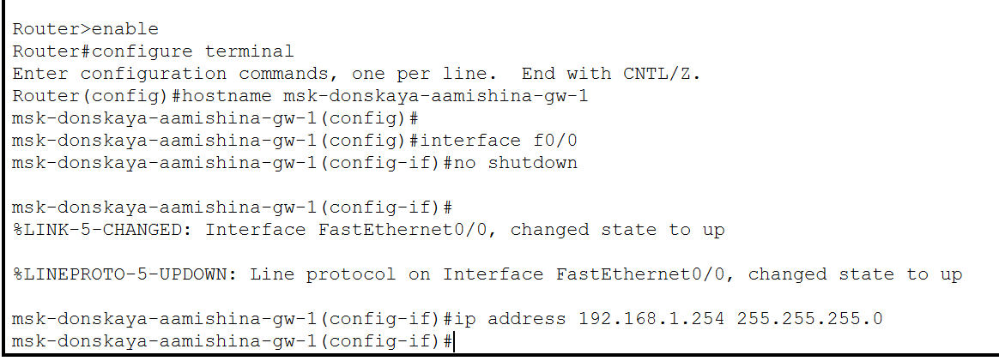 Router>enable
Router#configure terminal
Enter configuration commands, one per line.  End with CNTL/Z.
Router(config)#hostname msk-donskaya-aamishina-gw-1
msk-donskaya-aamishina-gw-1(config)#
msk-donskaya-aamishina-gw-1(config)#interface f0/0
msk-donskaya-aamishina-gw-1(config-if)#no shutdown
msk-donskaya-aamishina-gw-1(config-if)#
%LINK-5-CHANGED: Interface FastEthernet0/0, changed state to up
%LINEPROTO-5-UPDOWN: Line protocol on Interface FastEthernet0/0, changed state to up
msk-donskaya-aamishina-gw-1(config-if)#ip address 192.168.1.254 255.255.255.0
msk-donskaya-aamishina-gw-1(config-if)#